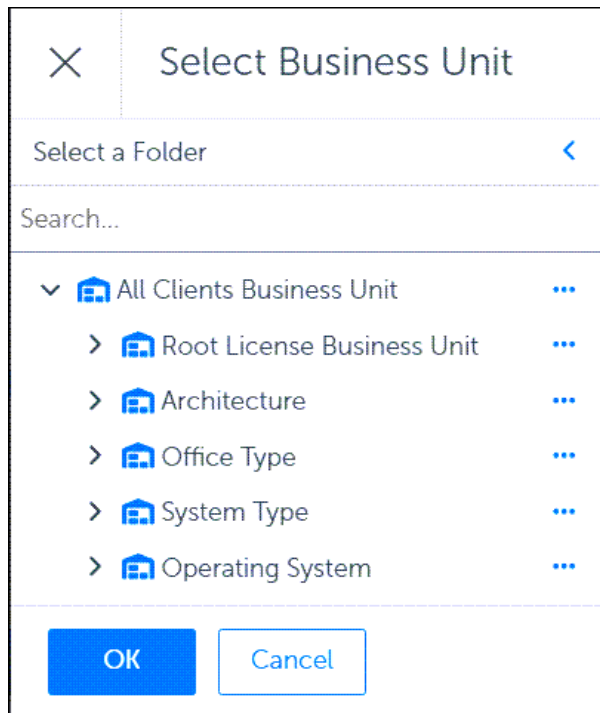 Select Business Unit
Select a Folder
Search...
All Clients Business Unit
Root License Business Unit
Architecture
Office Type
System Type
Operating System
OK
Cancel